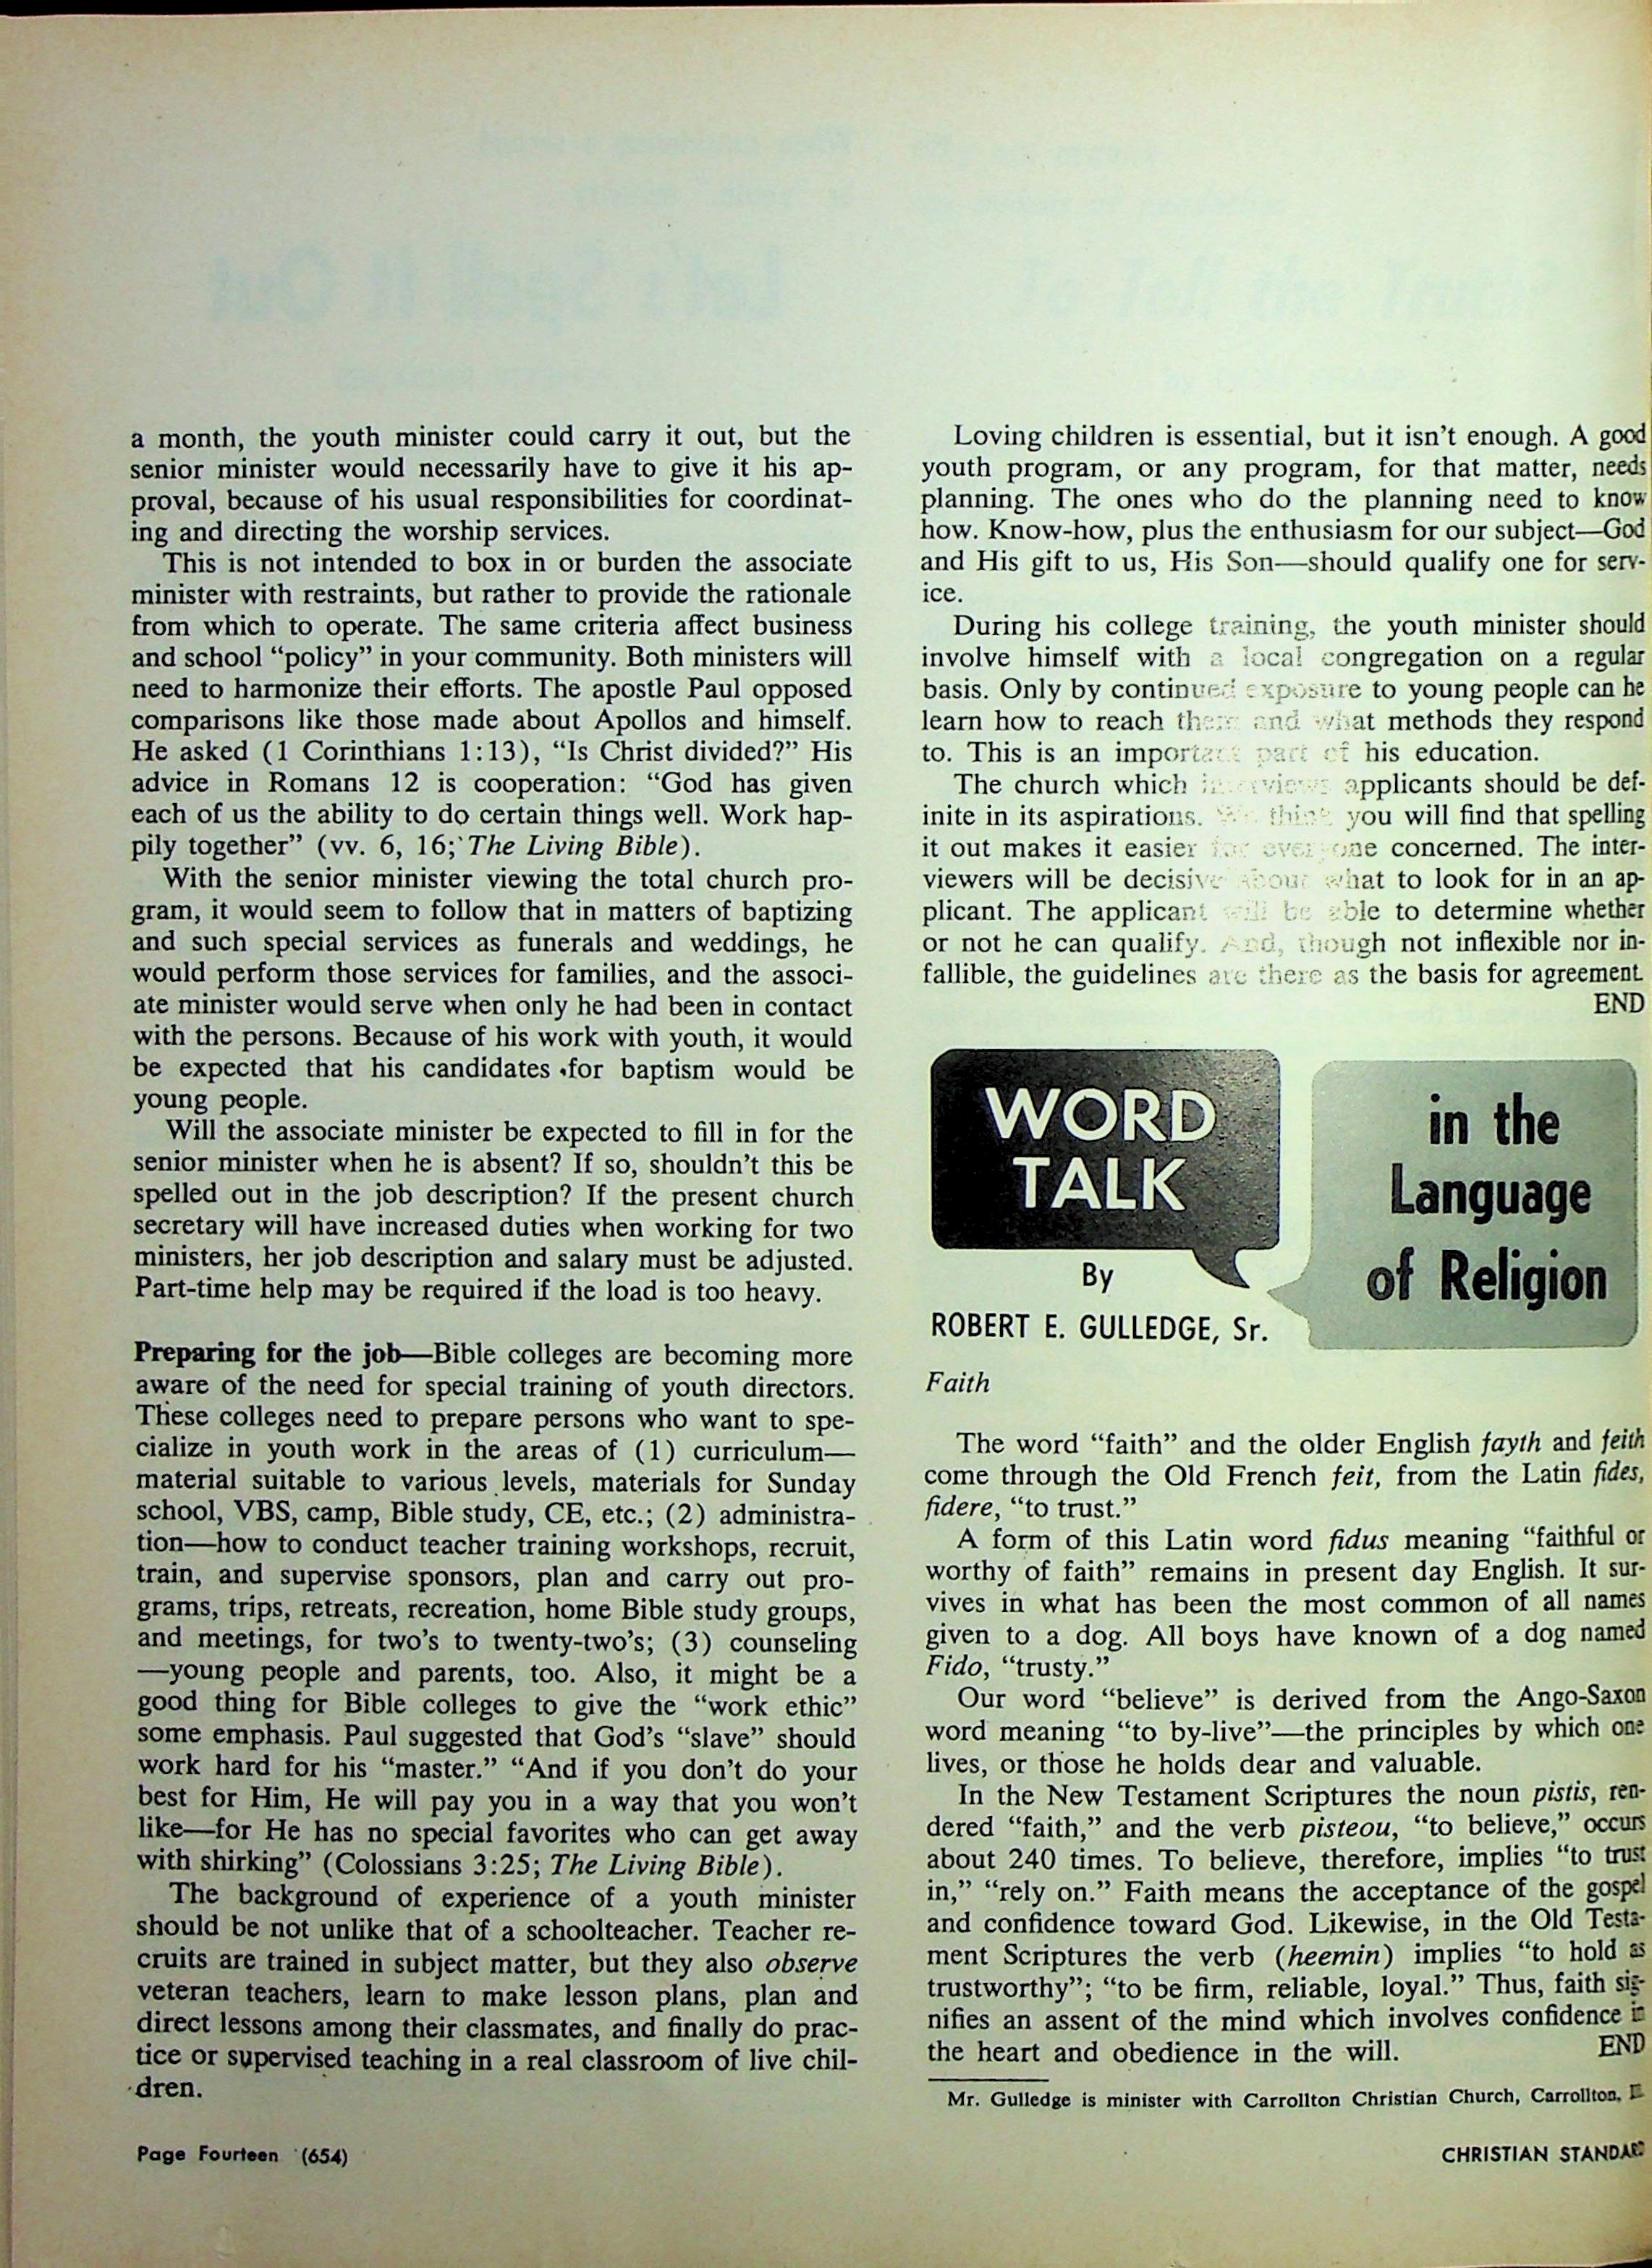 a month, the youth minister could carry it out, but the
senior minister would necessarily have to give it his ap-
proval, because of his usual responsibilities for coordinat-
ing and directing the worship services.
This is not intended to box in or burden the associate
minister with restraints, but rather to provide the rationale
from which to operate. The same criteria affect business
and school “policy” in your community. Both ministers will
need to harmonize their efforts. The apostle Paul opposed
comparisons like those made about Apollos and himself.
He asked (1 Corinthians 1:13), “Is Christ divided?” His
advice in Romans 12 is cooperation: “God has given
each of us the ability to do certain things well. Work hap-
pily together” (vv. 6, 16; The Living Bible).
With the senior minister viewing the total church pro-
gram, it would seem to follow that in matters of baptizing
and such special services as funerals and weddings, he
would perform those services for families, and the associ-
ate minister would serve when only he had been in contact
with the persons. Because of his work with youth, it would
be expected that his candidates for baptism would be
young people.
Will the associate minister be expected to fill in for the
senior minister when he is absent? If so, shouldn’t this be
spelled out in the job description? If the present church
secretary will have increased duties when working for two
ministers, her job description and salary must be adjusted.
Part-time help may be required if the load is too heavy.
Preparing for the job—Bible colleges are becoming more
aware of the need for special training of youth directors.
These colleges need to prepare persons who want to spe-
cialize in youth work in the areas of (1) curriculum—
material suitable to various levels, materials for Sunday
school, VBS, camp, Bible study, CE, etc.; (2) administra-
tion—how to conduct teacher training workshops, recruit,
train, and supervise sponsors, plan and carry out pro-
grams, trips, retreats, recreation, home Bible study groups,
and meetings, for two’s to twenty-two’s; (3) counseling
—young people and parents, too. Also, it might be a
good thing for Bible colleges to give the “work ethic”
some emphasis. Paul suggested that God’s “slave” should
work hard for his “master.” “And if you don’t do your
best for Him, He will pay you in a way that you won’t
like—for He has no special favorites who can get away
with shirking” (Colossians 3:25; The Living Bible).
The background of experience of a youth minister
should be not unlike that of a schoolteacher. Teacher re-
cruits are trained in subject matter, but they also observe
veteran teachers, learn to make lesson plans, plan and
direct lessons among their classmates, and finally do prac-
tice or supervised teaching in a real classroom of live chil-
dren.
Loving children is essential, but it isn’t enough. A good
youth program, or any program, for that matter, needs
planning. The ones who do the planning need to know
how. Know-how, plus the enthusiasm for our subject—God
and His gift to us, His Son—should qualify one for serv-
ice.
During his college training, the youth minister should
involve himself with a local congregation on a regular
basis. Only by continued exposure to young people can he
learn how to reach them and what methods they respond
to. This is an important part of his education.
The church which interviews applicants should be def-
inite in its aspirations. We think you will find that spelling
it out makes it easier for everyone concerned. The inter-
viewers will be decisive about what to look for in an ap-
plicant. The applicant will be able to determine whether
or not he can qualify. And, though not inflexible nor in-
fallible, the guidelines are there as the basis for agreement.
END
WORD
TALK
in the
Language
of Religion
By
ROBERT E. GULLEDGE, Sr.
Faith
The word “faith” and the older English fayth and feith
come through the Old French feit, from the Latin fides,
fidere, “to trust.”
A form of this Latin word fidus meaning “faithful or
worthy of faith” remains in present day English. It sur-
vives in what has been the most common of all names
given to a dog. All boys have known of a dog named
Fido, “trusty.”
Our word “believe” is derived from the Ango-Saxon
word meaning “to by-live”—the principles by which one
lives, or those he holds dear and valuable.
In the New Testament Scriptures the noun pistis, ren-
dered “faith,” and the verb pisteou, “to believe,” occurs
about 240 times. To believe, therefore, implies “to trust
in,” “rely on.” Faith means the acceptance of the gospel
and confidence toward God. Likewise, in the Old Testa-
ment Scriptures the verb (heemin) implies “to hold as
trustworthy”; “to be firm, reliable, loyal.” Thus, faith sig-
nifies an assent of the mind which involves confidence in
the heart and obedience in the will.
END
Mr. Gulledge is minister with Carrollton Christian Church, Carrollton,
Page Fourteen (654)
CHRISTIAN STANDARD